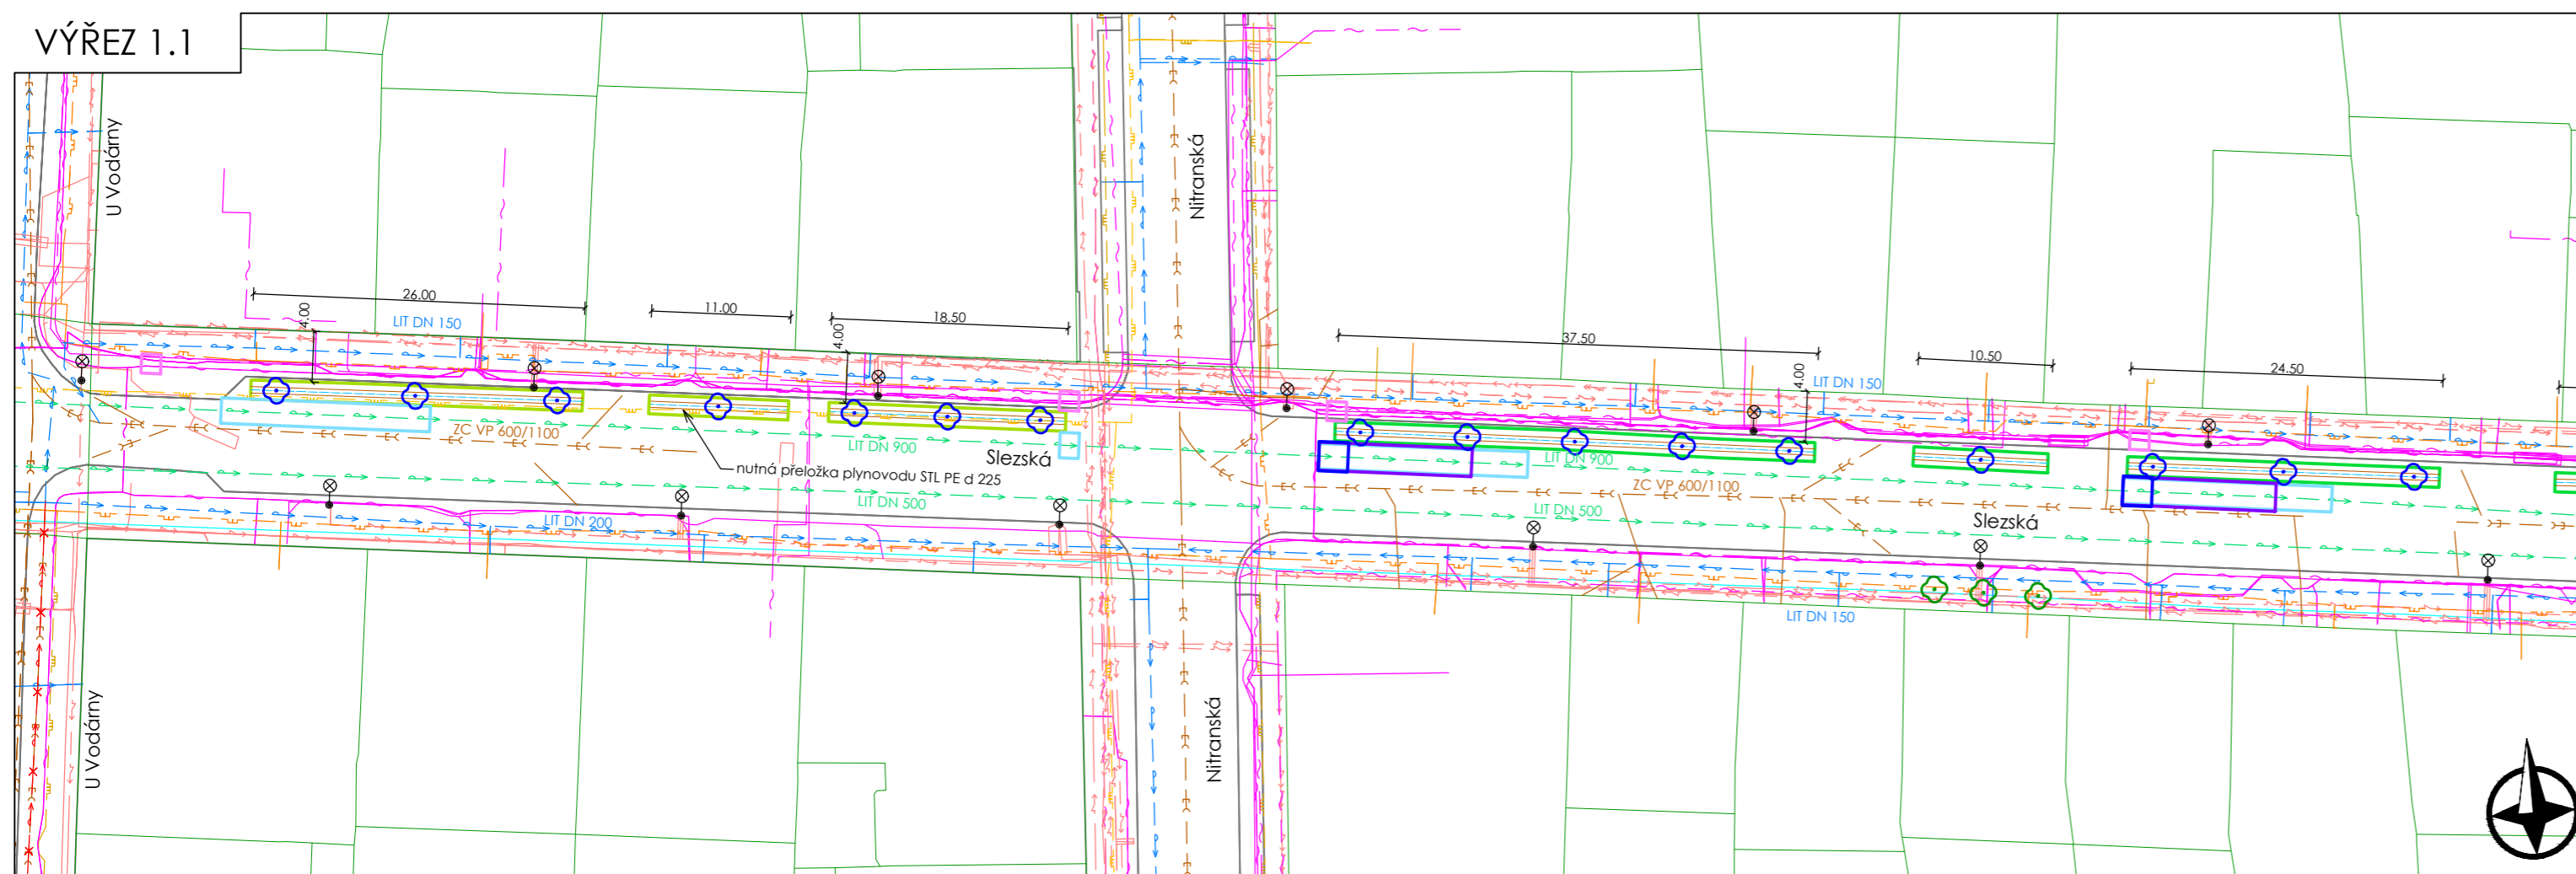 VÝŘEZ 1.1
U Vodárny
Nitranská
26.00
11.00
18.50
37.50
10.50
24.50
4.00
4.00
4.00
LIT DN 150
LIT DN 150
ZC VP 600/1100
LIT DN 900
Slezská
nutná přeložka plynovodu STL PE d 225
LIT DN 900
ZC VP 600/1100
LIT DN 500
LIT DN 500
LIT DN 200
Slezská
LIT DN 150
U Vodárny
Nitranská